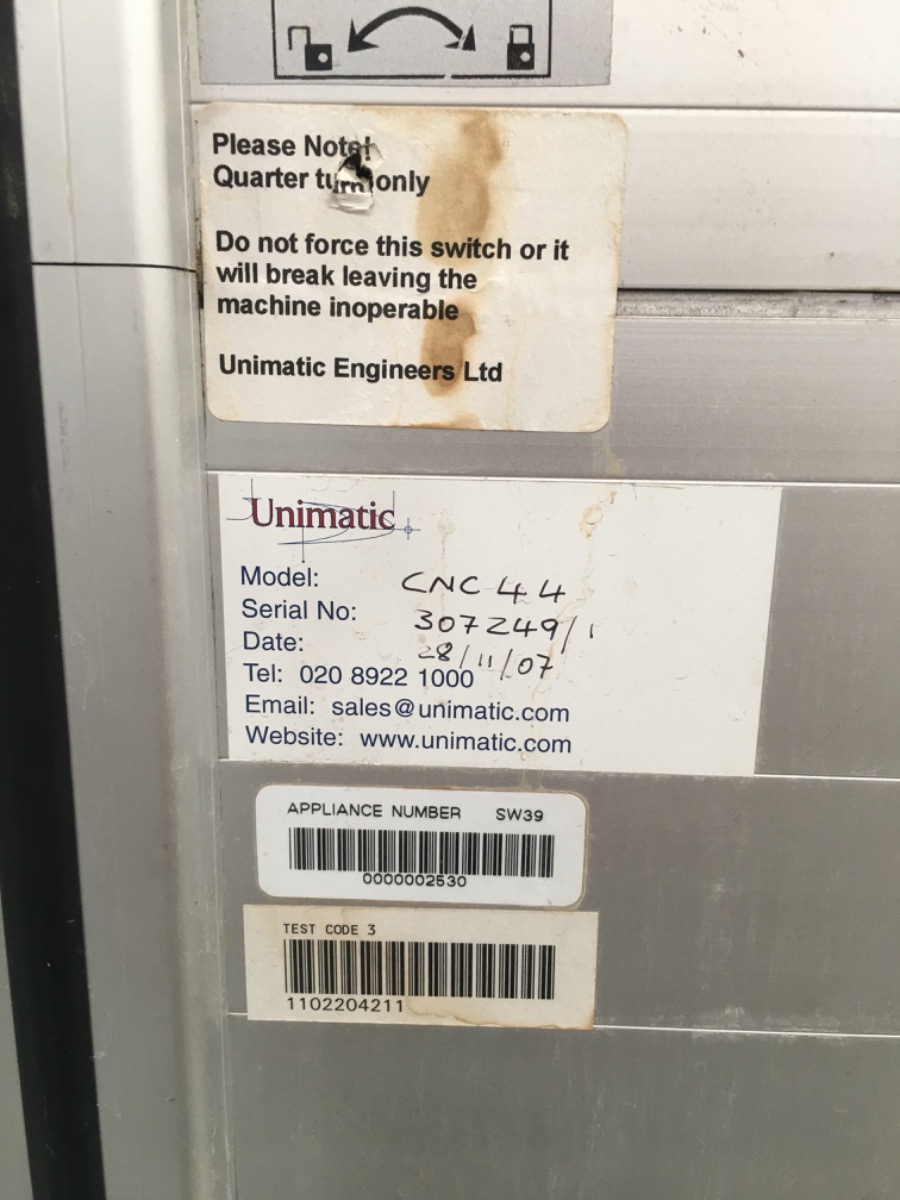 Please Note!
Quarter turn only
Do not force this switch or it
will break leaving the
machine inoperable
Unimatic Engineers Ltd
Unimatic
Model: CNC 44
Serial No: 307249/1
Date: 28/11/07
Tel: 020 8922 1000
Email: sales@unimatic.com
Website: www.unimatic.com
APPLIANCE NUMBER SW39
0000002530
TEST CODE 3
1102204211